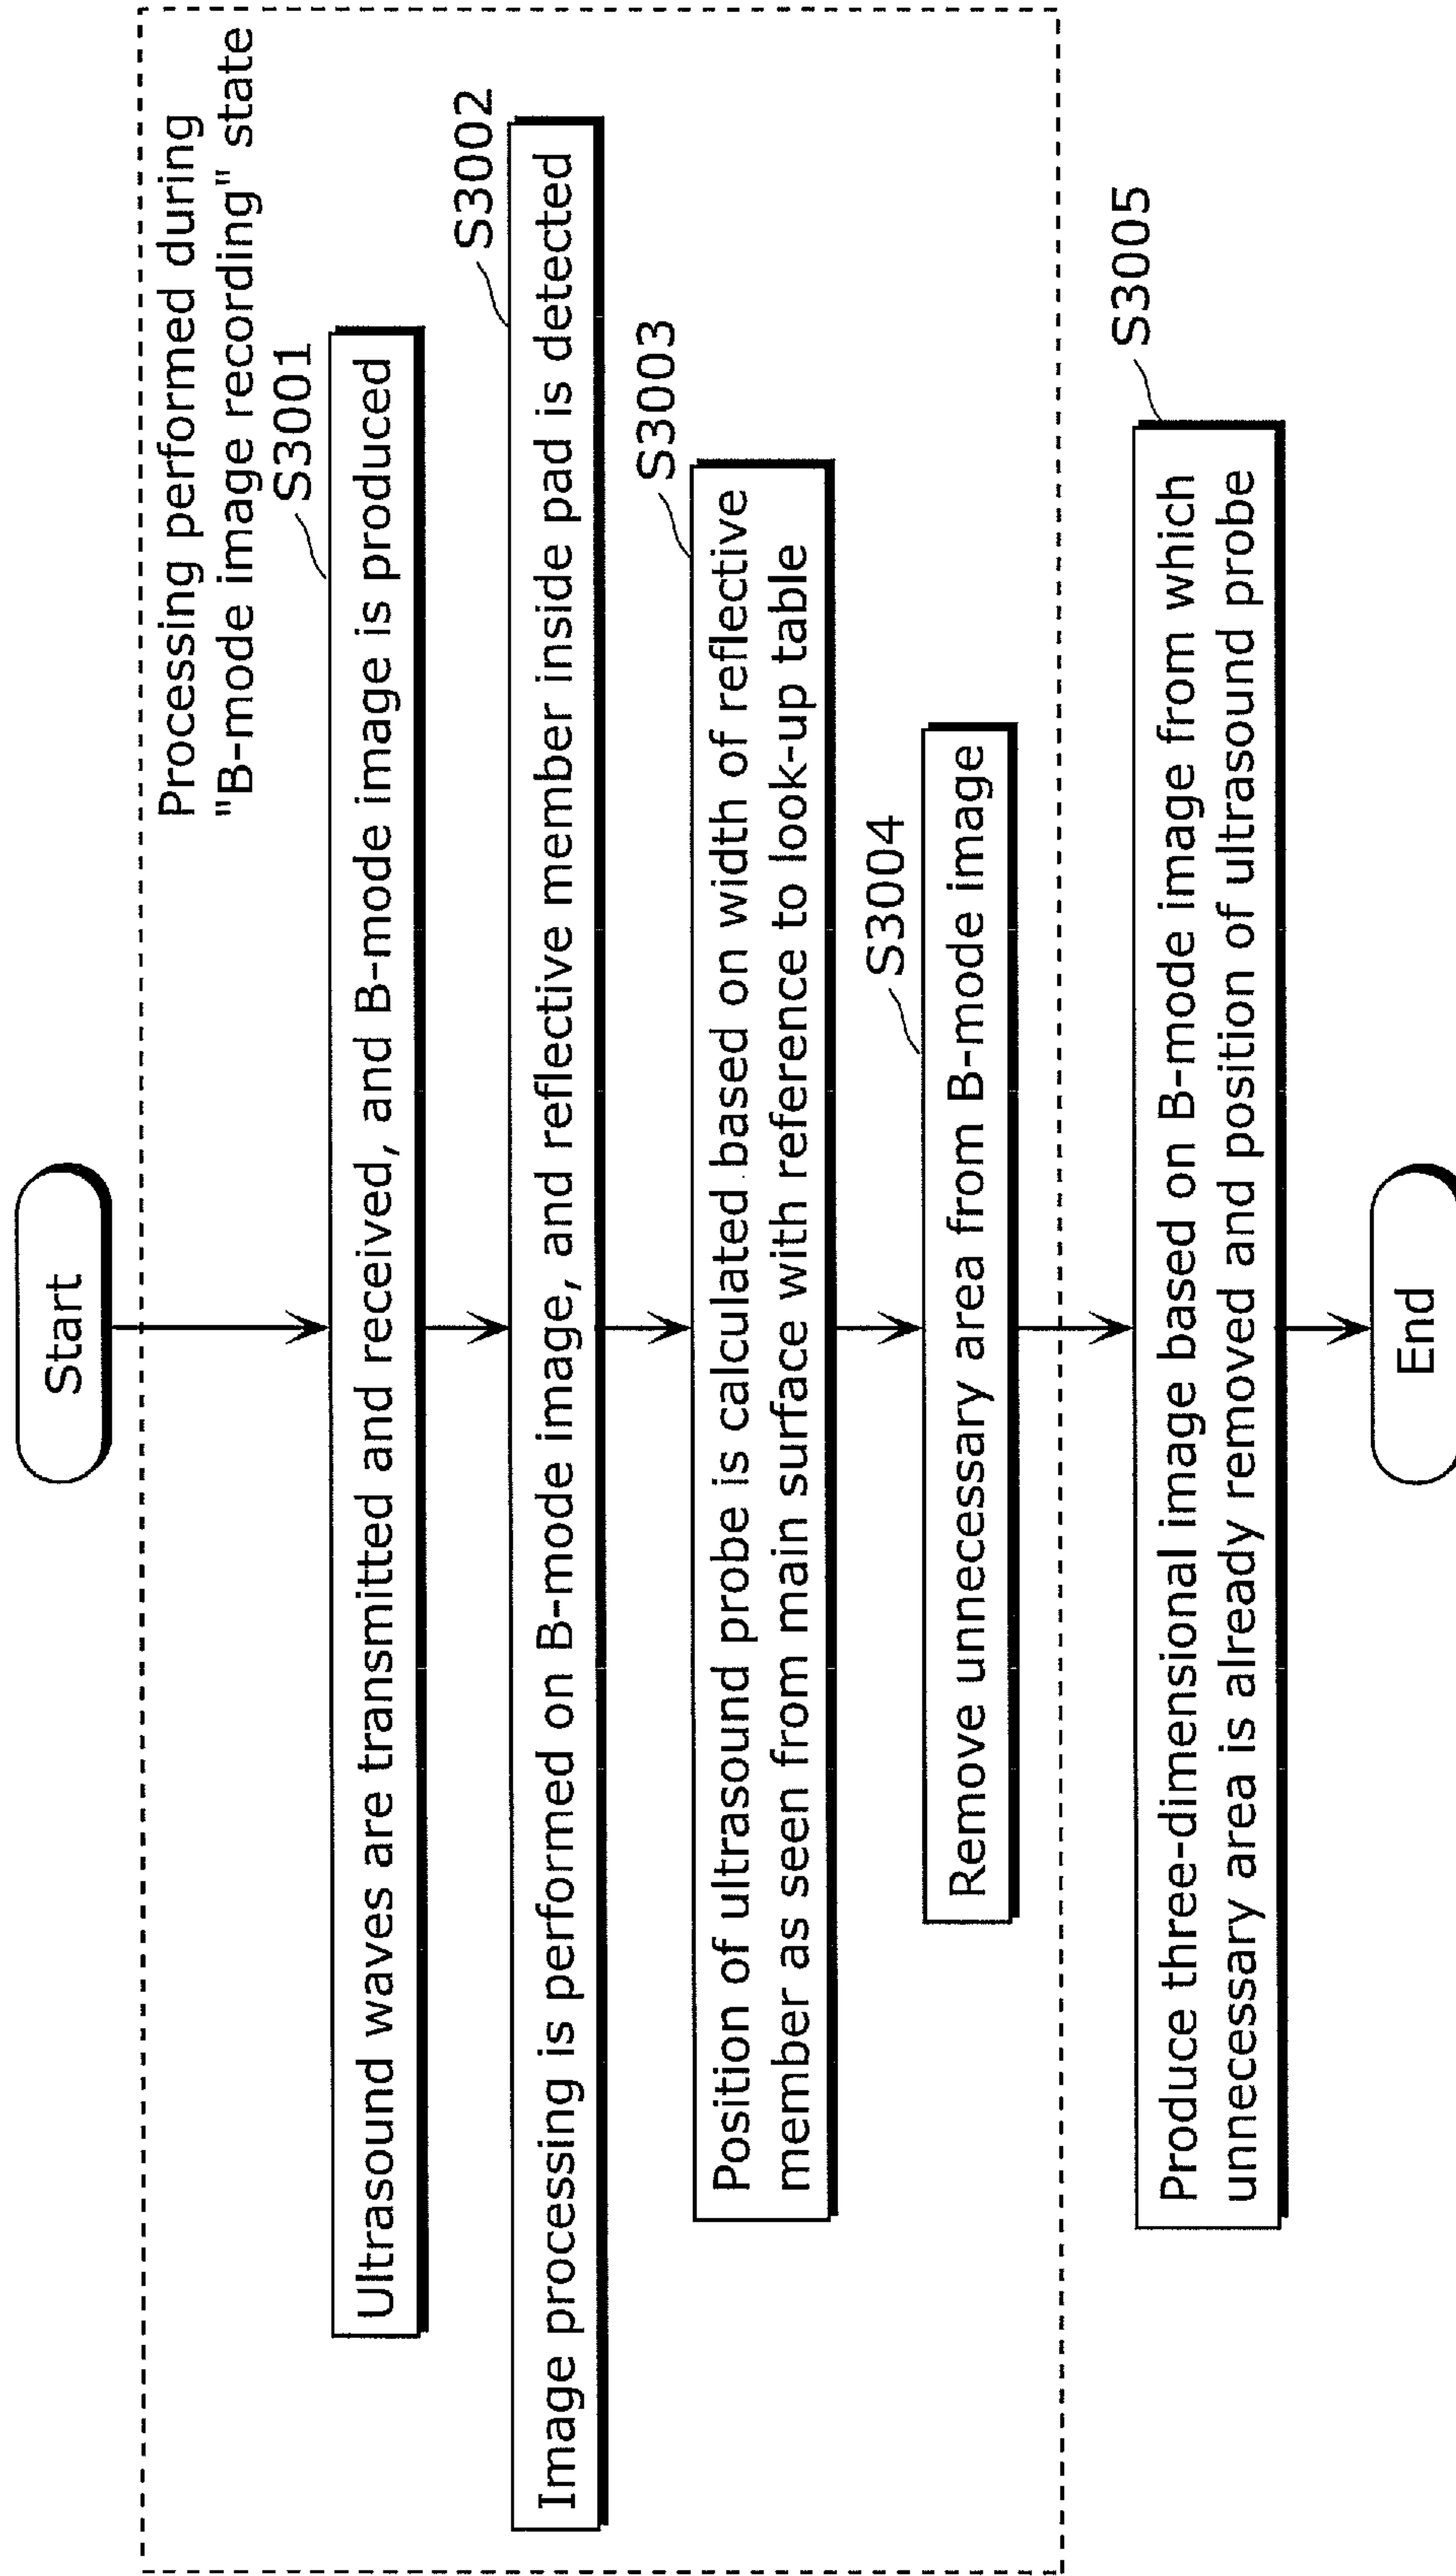 Start
Processing performed during
"B-mode image recording" state
S3001
Ultrasound waves are transmitted and received, and B-mode image is produced
S3002
Image processing is performed on B-mode image, and reflective member inside pad is detected
S3003
Position of ultrasound probe is calculated based on width of reflective
member as seen from main surface with reference to look-up table
S3004
Remove unnecessary area from B-mode image
S3005
Produce three-dimensional image based on B-mode image from which
unnecessary area is already removed and position of ultrasound probe
End